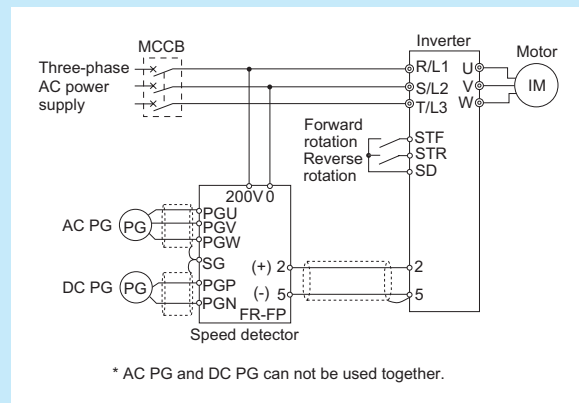 MCCB
Inverter
Motor
Three-phase
AC power
supply
R/L1
S/L2
T/L3
U
V
W
IM
Forward
rotation
Reverse
rotation
STF
STR
SD
200V 0
AC PG
PG
PGU
PGV
PGW
SG
DC PG
PG
PGP
PGN
(+) 2
(-) 5
FR-FP
2
5
Speed detector
* AC PG and DC PG can not be used together.